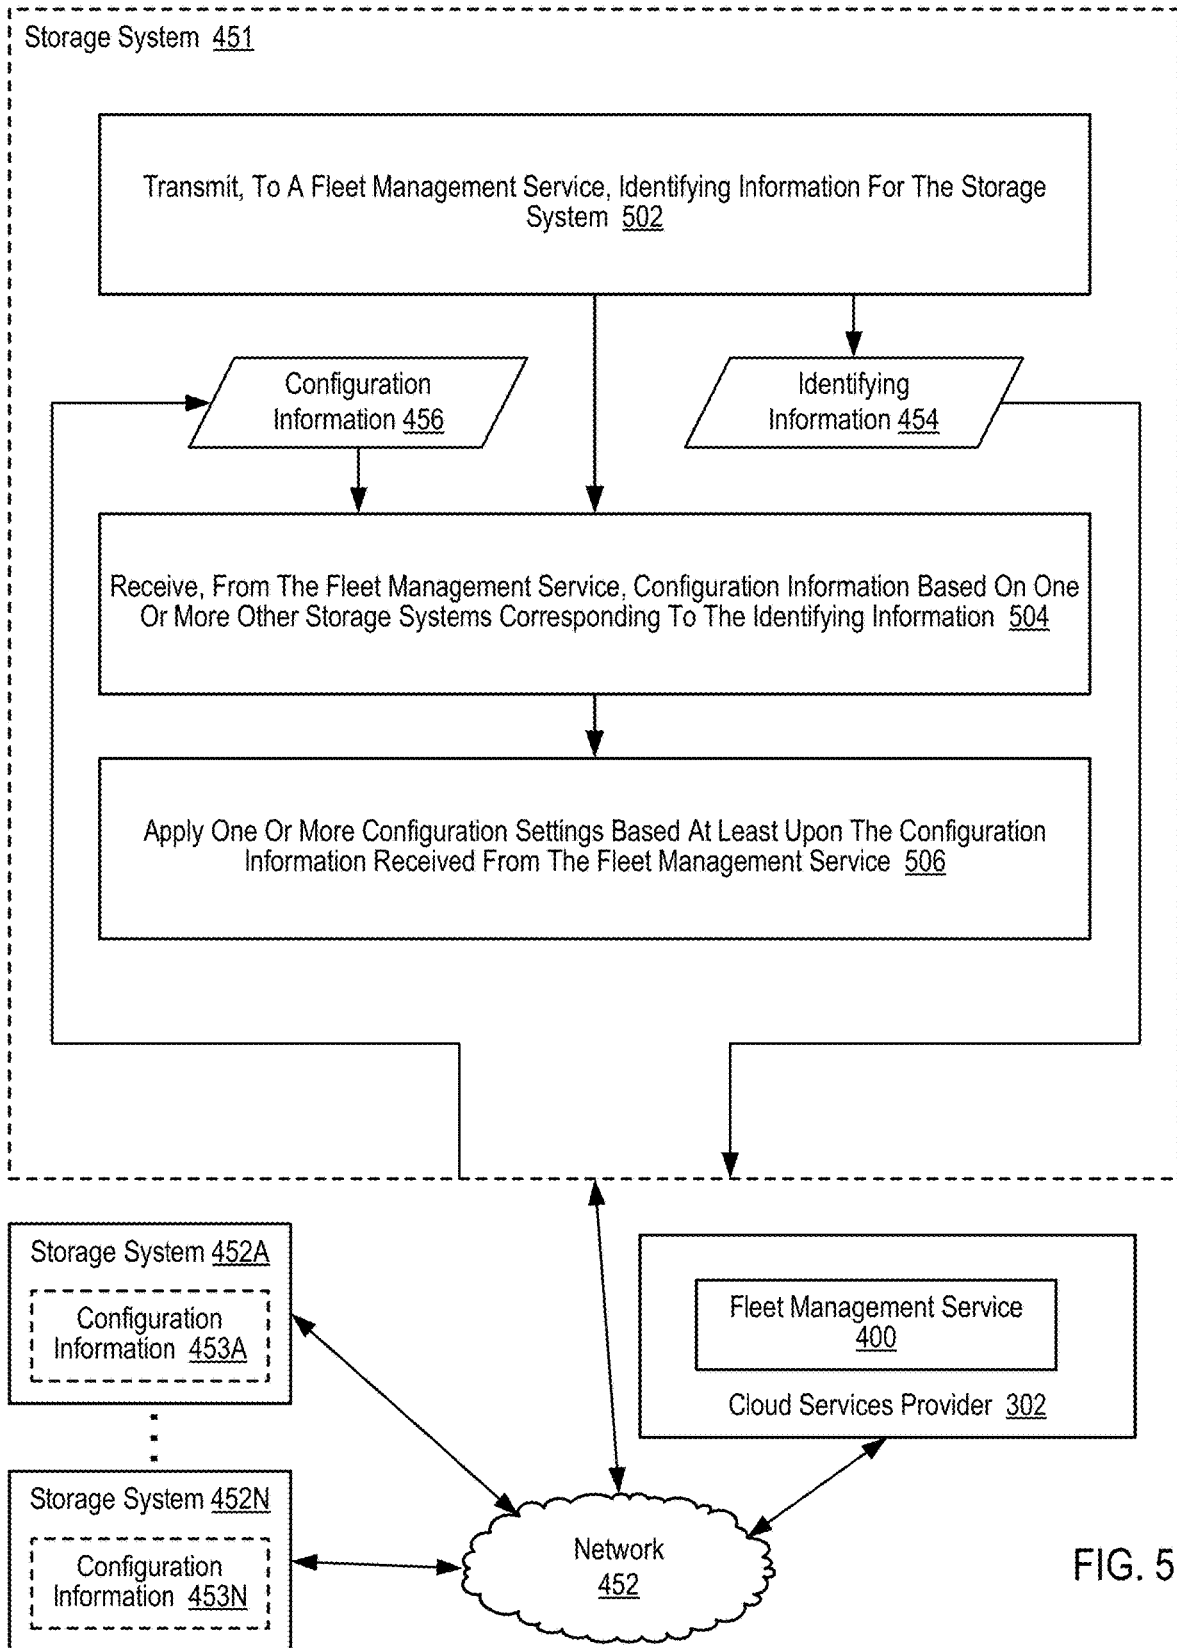 Storage System 451
Transmit, To A Fleet Management Service, Identifying Information For The Storage
System 502
Configuration
Information 456
Identifying
Information 454
Receive, From The Fleet Management Service, Configuration Information Based On One
Or More Other Storage Systems Corresponding To The Identifying Information 504
Apply One Or More Configuration Settings Based At Least Upon The Configuration
Information Received From The Fleet Management Service 506
Storage System 452A
Configuration
Information 453A
Fleet Management Service
400
Cloud Services Provider 302
Storage System 452N
Configuration
Information 453N
Network
452
FIG. 5